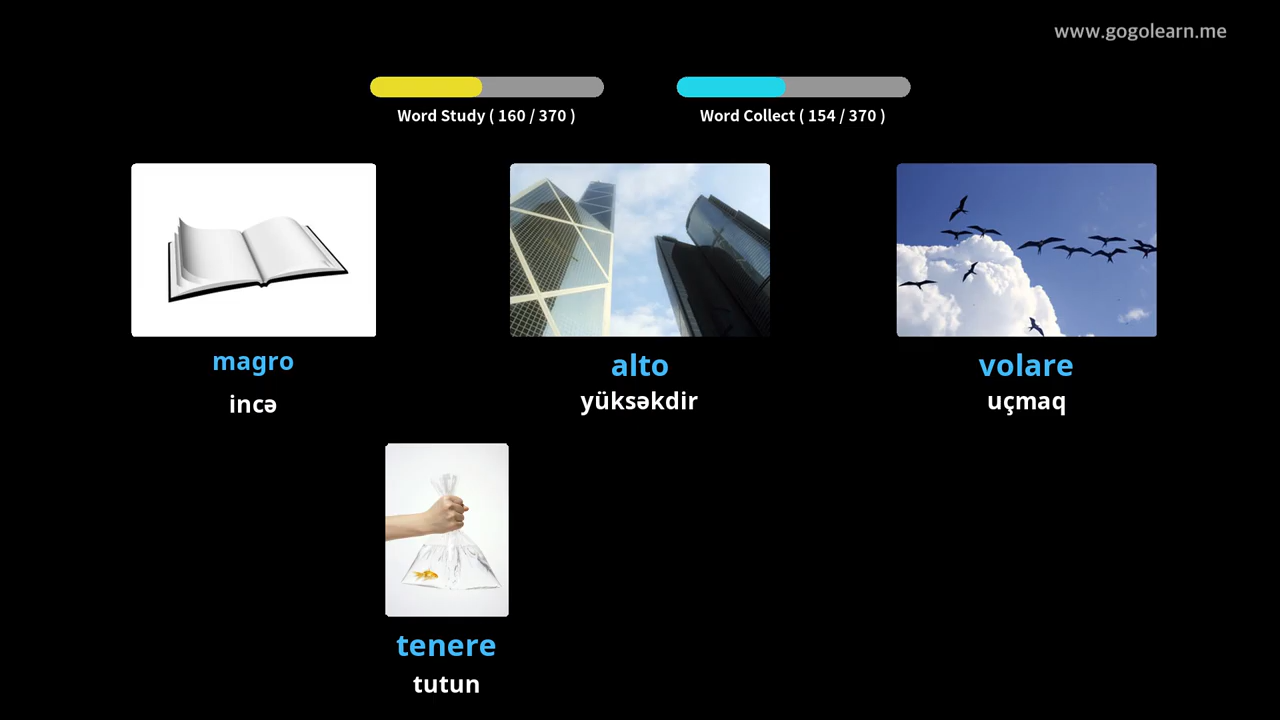 www.gogolearn.me
Word Study ( 160 / 370 )
Word Collect ( 154 / 370 )
magro
incə
alto
yüksəkdir
volare
uçmaq
tenere
tutun